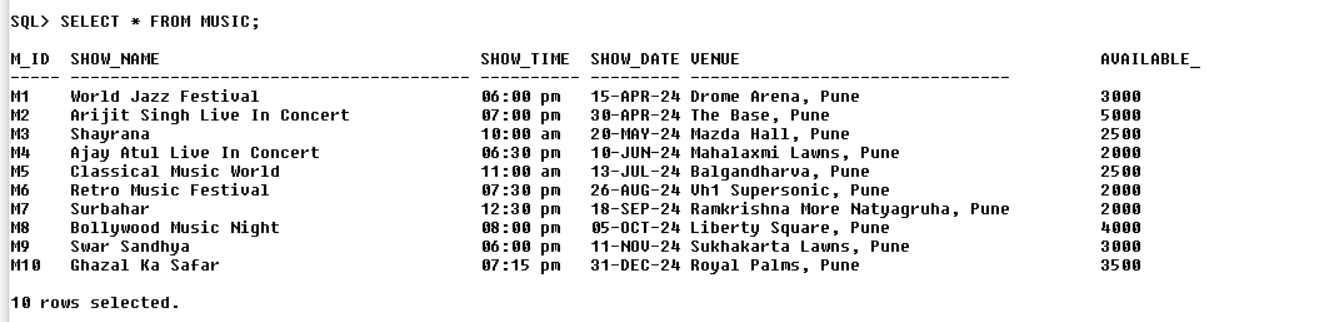 SQL> SELECT * FROM MUSIC;
M_ID  SHOW_NAME                                SHOW_TIME  SHOW_DATE VENUE                                    AVAILABLE_
----- ---------------------------------------- ---------- --------- --------------------------------
M1    World Jazz Festival                      06:00 pm   15-APR-24 Drome Arena, Pune                        3000
M2    Arijit Singh Live In Concert             07:00 pm   30-APR-24 The Base, Pune                           5000
M3    Shayrana                                 10:00 am   20-MAY-24 Mazda Hall, Pune                         2500
M4    Ajay Atul Live In Concert                06:30 pm   10-JUN-24 Mahalaxmi Lawns, Pune                    2000
M5    Classical Music World                    11:00 am   13-JUL-24 Balgandharva, Pune                       2500
M6    Retro Music Festival                     07:30 pm   26-AUG-24 Vh1 Supersonic, Pune                     2000
M7    Surbahar                                 12:30 pm   18-SEP-24 Ramkrishna More Natyagruha, Pune         2000
M8    Bollywood Music Night                    08:00 pm   05-OCT-24 Liberty Square, Pune                     4000
M9    Swar Sandhya                             06:00 pm   11-NOV-24 Sukhakarta Lawns, Pune                   3000
M10   Ghazal Ka Safar                          07:15 pm   31-DEC-24 Royal Palms, Pune                        3500
10 rows selected.